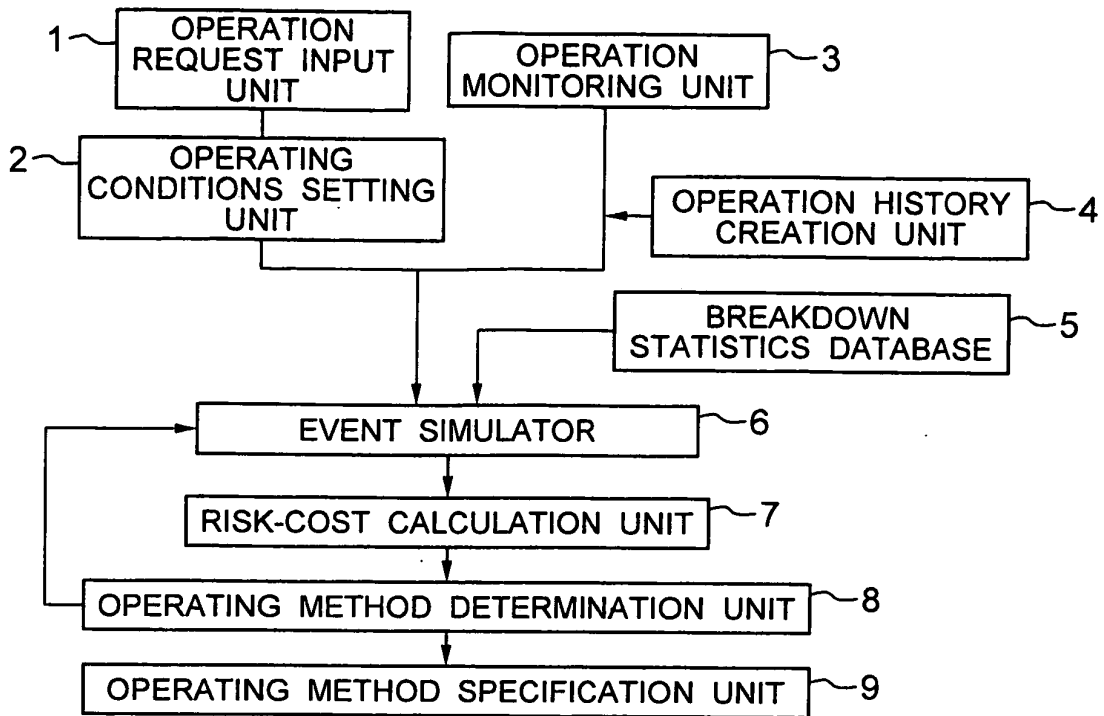 1
OPERATION
REQUEST INPUT
UNIT
OPERATION
MONITORING UNIT
3
2
OPERATING
CONDITIONS SETTING
UNIT
OPERATION HISTORY
CREATION UNIT
4
BREAKDOWN
STATISTICS DATABASE
5
EVENT SIMULATOR
6
RISK-COST CALCULATION UNIT
7
OPERATING METHOD DETERMINATION UNIT
8
OPERATING METHOD SPECIFICATION UNIT
9